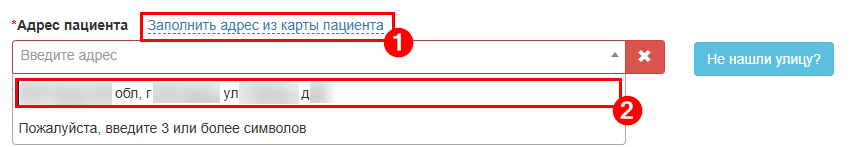 *Адрес пациента Заполнить адрес из карты пациента
1
Введите адрес
Не нашли улицу?
обл, г ул д
2
Пожалуйста, введите 3 или более символов